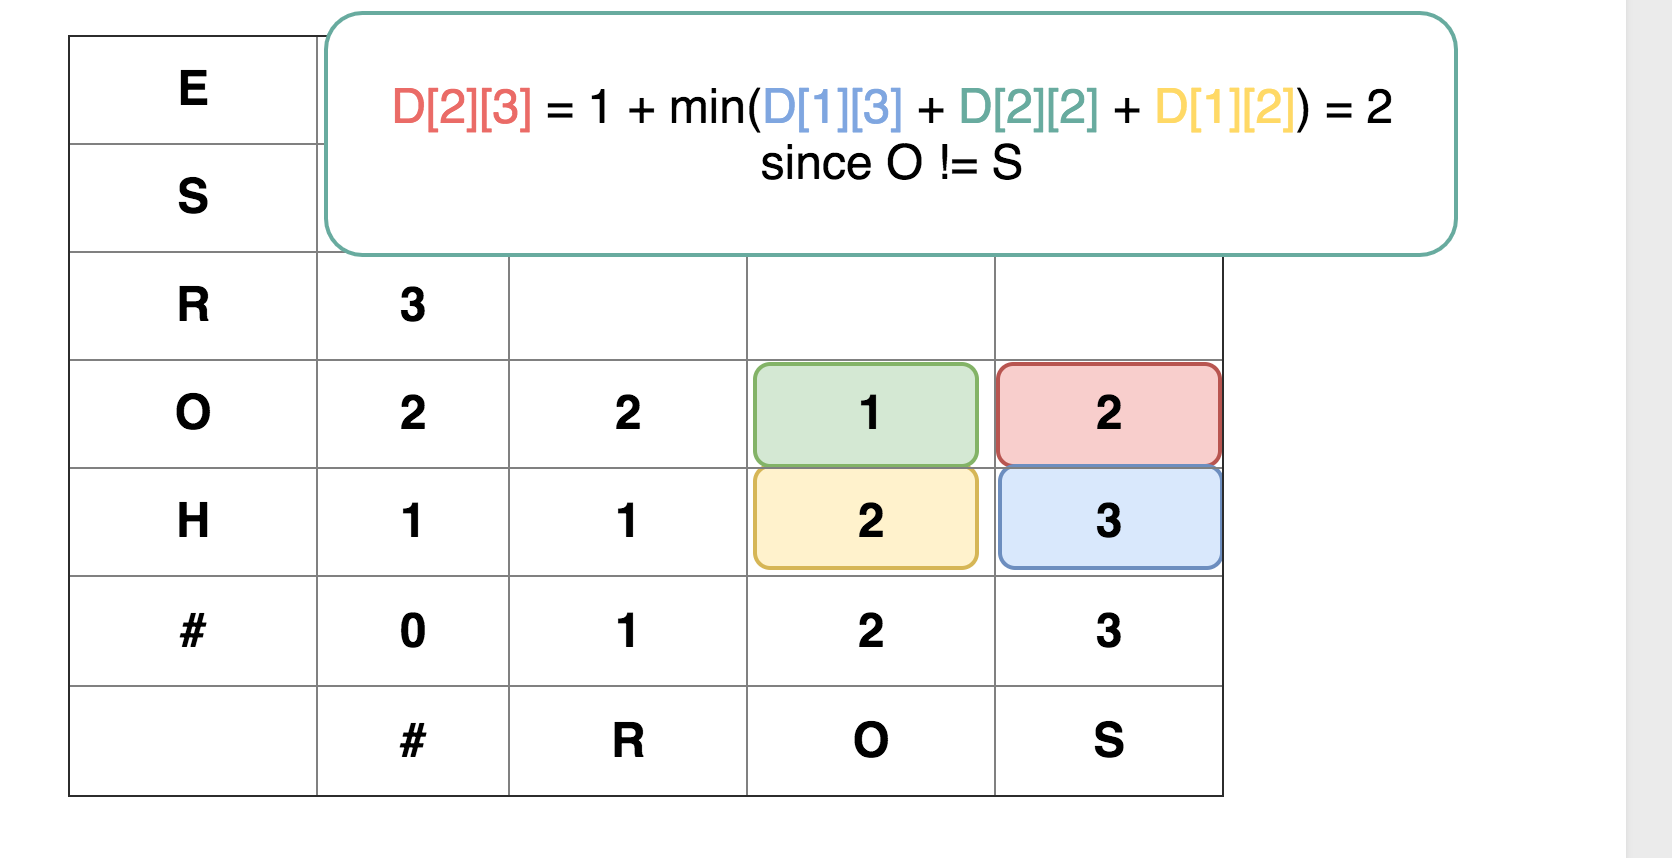 D[2][3] = 1 + min(D[1][3] + D[2][2] + D[1][2]) = 2
since O != S
E
S
R 3
O 2 2 1 2
H 1 1 2 3
# 0 1 2 3
# R O S